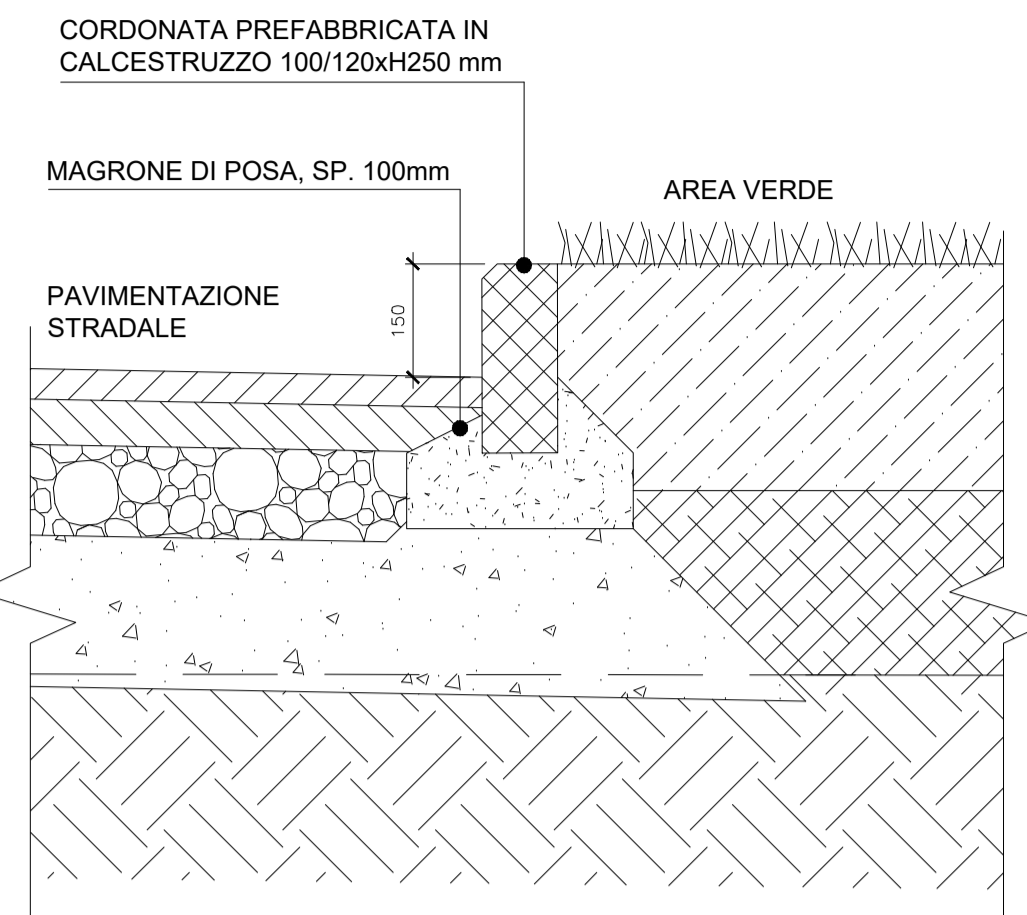 CORDONATA PREFABBRICATA IN
CALCESTRUZZO 100/120xH250 mm
MAGRONE DI POSA, SP. 100mm
AREA VERDE
PAVIMENTAZIONE
STRADALE
150